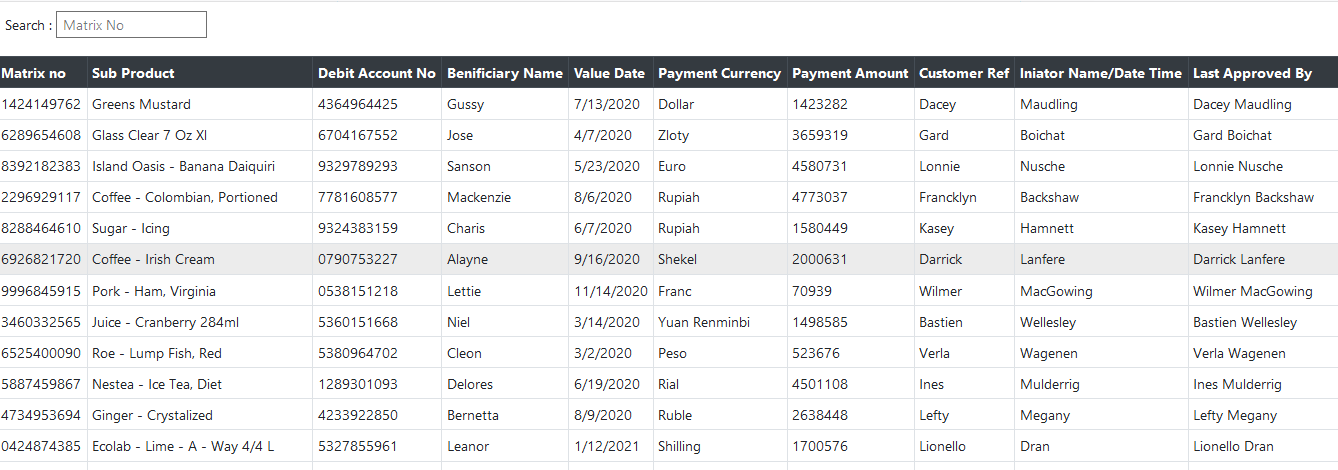 Search : Matrix No
Matrix no Sub Product Debit Account No Benificiary Name Value Date Payment Currency Payment Amount Customer Ref Iniator Name/Date Time Last Approved By
1424149762 Greens Mustard 4364964425 Gussy 7/13/2020 Dollar 1423282 Dacey Maudling Dacey Maudling
6289654608 Glass Clear 7 Oz Xl 6704167552 Jose 4/7/2020 Zloty 3659319 Gard Boichat Gard Boichat
8392182383 Island Oasis - Banana Daiquiri 9329789293 Sanson 5/23/2020 Euro 4580731 Lonnie Nusche Lonnie Nusche
2296929117 Coffee - Colombian, Portioned 7781608577 Mackenzie 8/6/2020 Rupiah 4773037 Francklyn Backshaw Francklyn Backshaw
8288464610 Sugar - Icing 9324383159 Charis 6/7/2020 Rupiah 1580449 Kasey Hamnett Kasey Hamnett
6926821720 Coffee - Irish Cream 0790753227 Alayne 9/16/2020 Shekel 2000631 Darrick Lanfere Darrick Lanfere
9996845915 Pork - Ham, Virginia 0538151218 Lettie 11/14/2020 Franc 70939 Wilmer MacGowing Wilmer MacGowing
3460332565 Juice - Cranberry 284ml 5360151668 Niel 3/14/2020 Yuan Renminbi 1498585 Bastien Wellesley Bastien Wellesley
6525400090 Roe - Lump Fish, Red 5380964702 Cleon 3/2/2020 Peso 523676 Verla Wagenen Verla Wagenen
5887459867 Nestea - Ice Tea, Diet 1289301093 Delores 6/19/2020 Rial 4501108 Ines Mulderrig Ines Mulderrig
4734953694 Ginger - Crystalized 4233922850 Bernetta 8/9/2020 Ruble 2638448 Lefty Megany Lefty Megany
0424874385 Ecolab - Lime - A - Way 4/4 L 5327855961 Leanor 1/12/2021 Shilling 1700576 Lionello Dran Lionello Dran